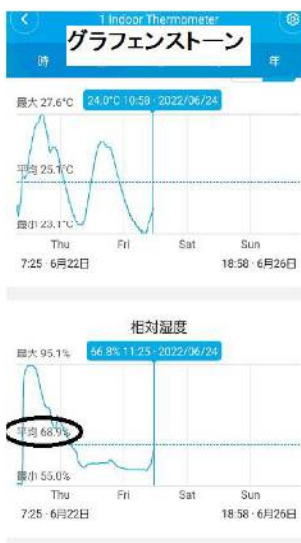 1 Indoor Thermometer
グラフェンストーン
時
年
最大 27.6°C
24.0°C 10:58 - 2022/06/24
平均 25.1°C
最小 23.1°C
Thu Fri Sat Sun
7:25 - 6月22日 18:58 - 6月26日
相対湿度
最大 95.1%
66.8% 11:25 - 2022/06/24
平均 68.9%
最小 55.0%
Thu Fri Sat Sun
7:25 - 6月22日 18:58 - 6月26日